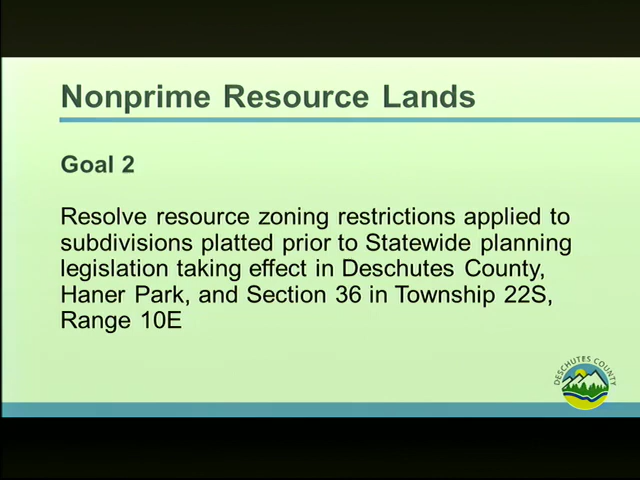 Nonprime Resource Lands
Goal 2
Resolve resource zoning restrictions applied to
subdivisions platted prior to Statewide planning
legislation taking effect in Deschutes County,
Haner Park, and Section 36 in Township 22S,
Range 10E
DESCHUTES COUNTY